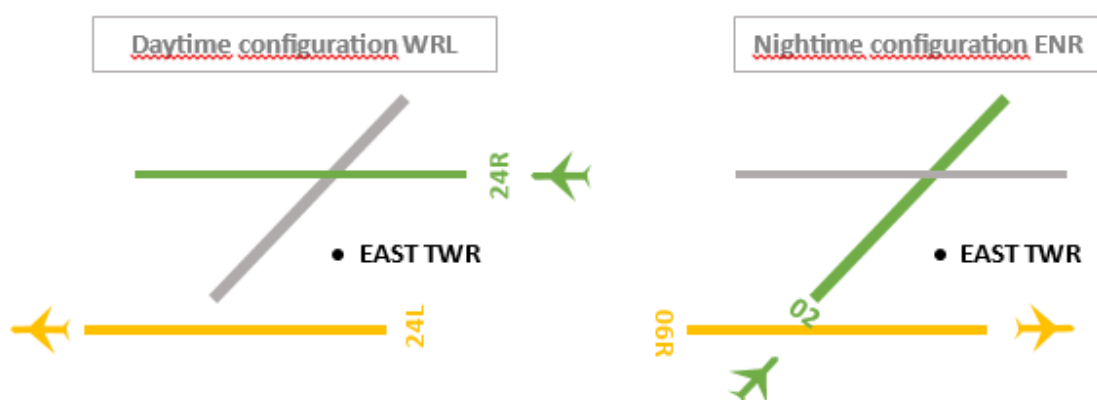 Daytime configuration WRL
Nightime configuration ENR
24R
EAST TWR
EAST TWR
24L
06R
02